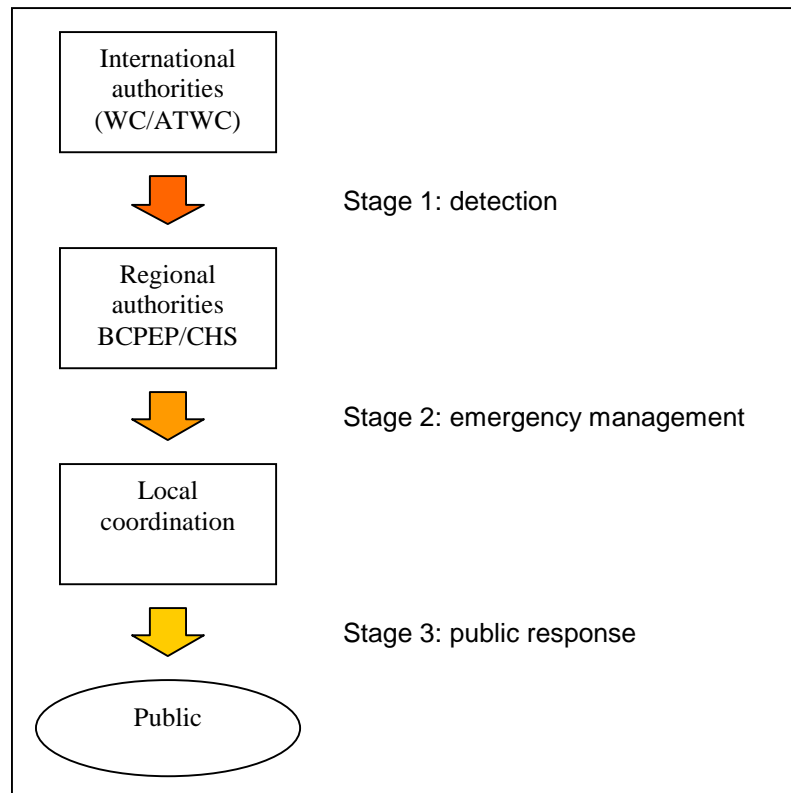 International
authorities
(WC/ATWC)
Stage 1: detection
Regional
authorities
BCPEP/CHS
Stage 2: emergency management
Local
coordination
Stage 3: public response
Public